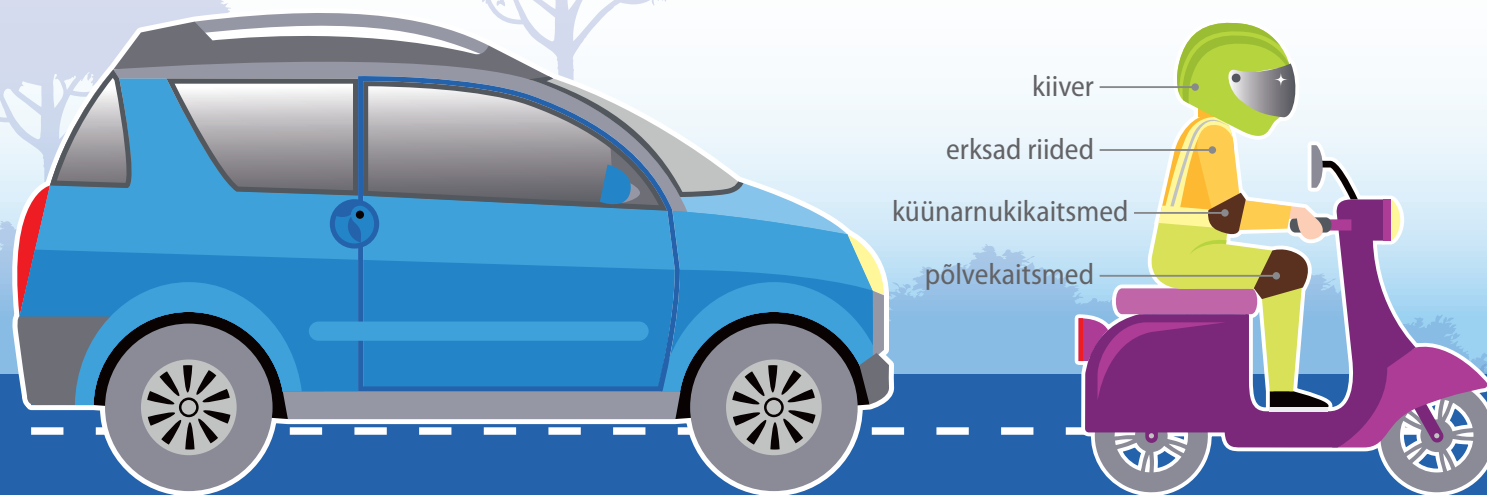 kiiver
erksad riided
küünarnukikaitsmed
põlvekaitsmed